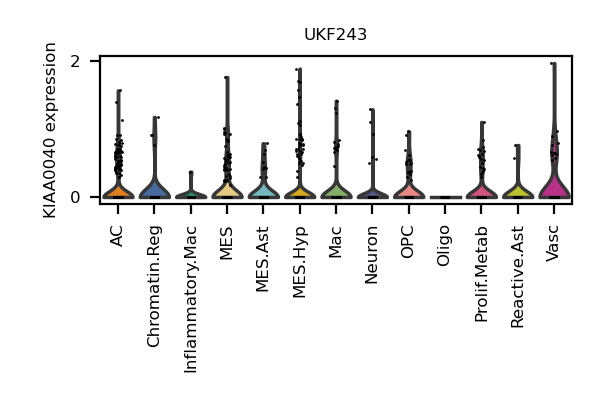 UKF243
KIAA0040 expression
2
0
AC
Chromatin.Reg
Inflammatory.Mac
MES
MES.Ast
MES.Hyp
Mac
Neuron
OPC
Oligo
Prolif.Metab
Reactive.Ast
Vasc